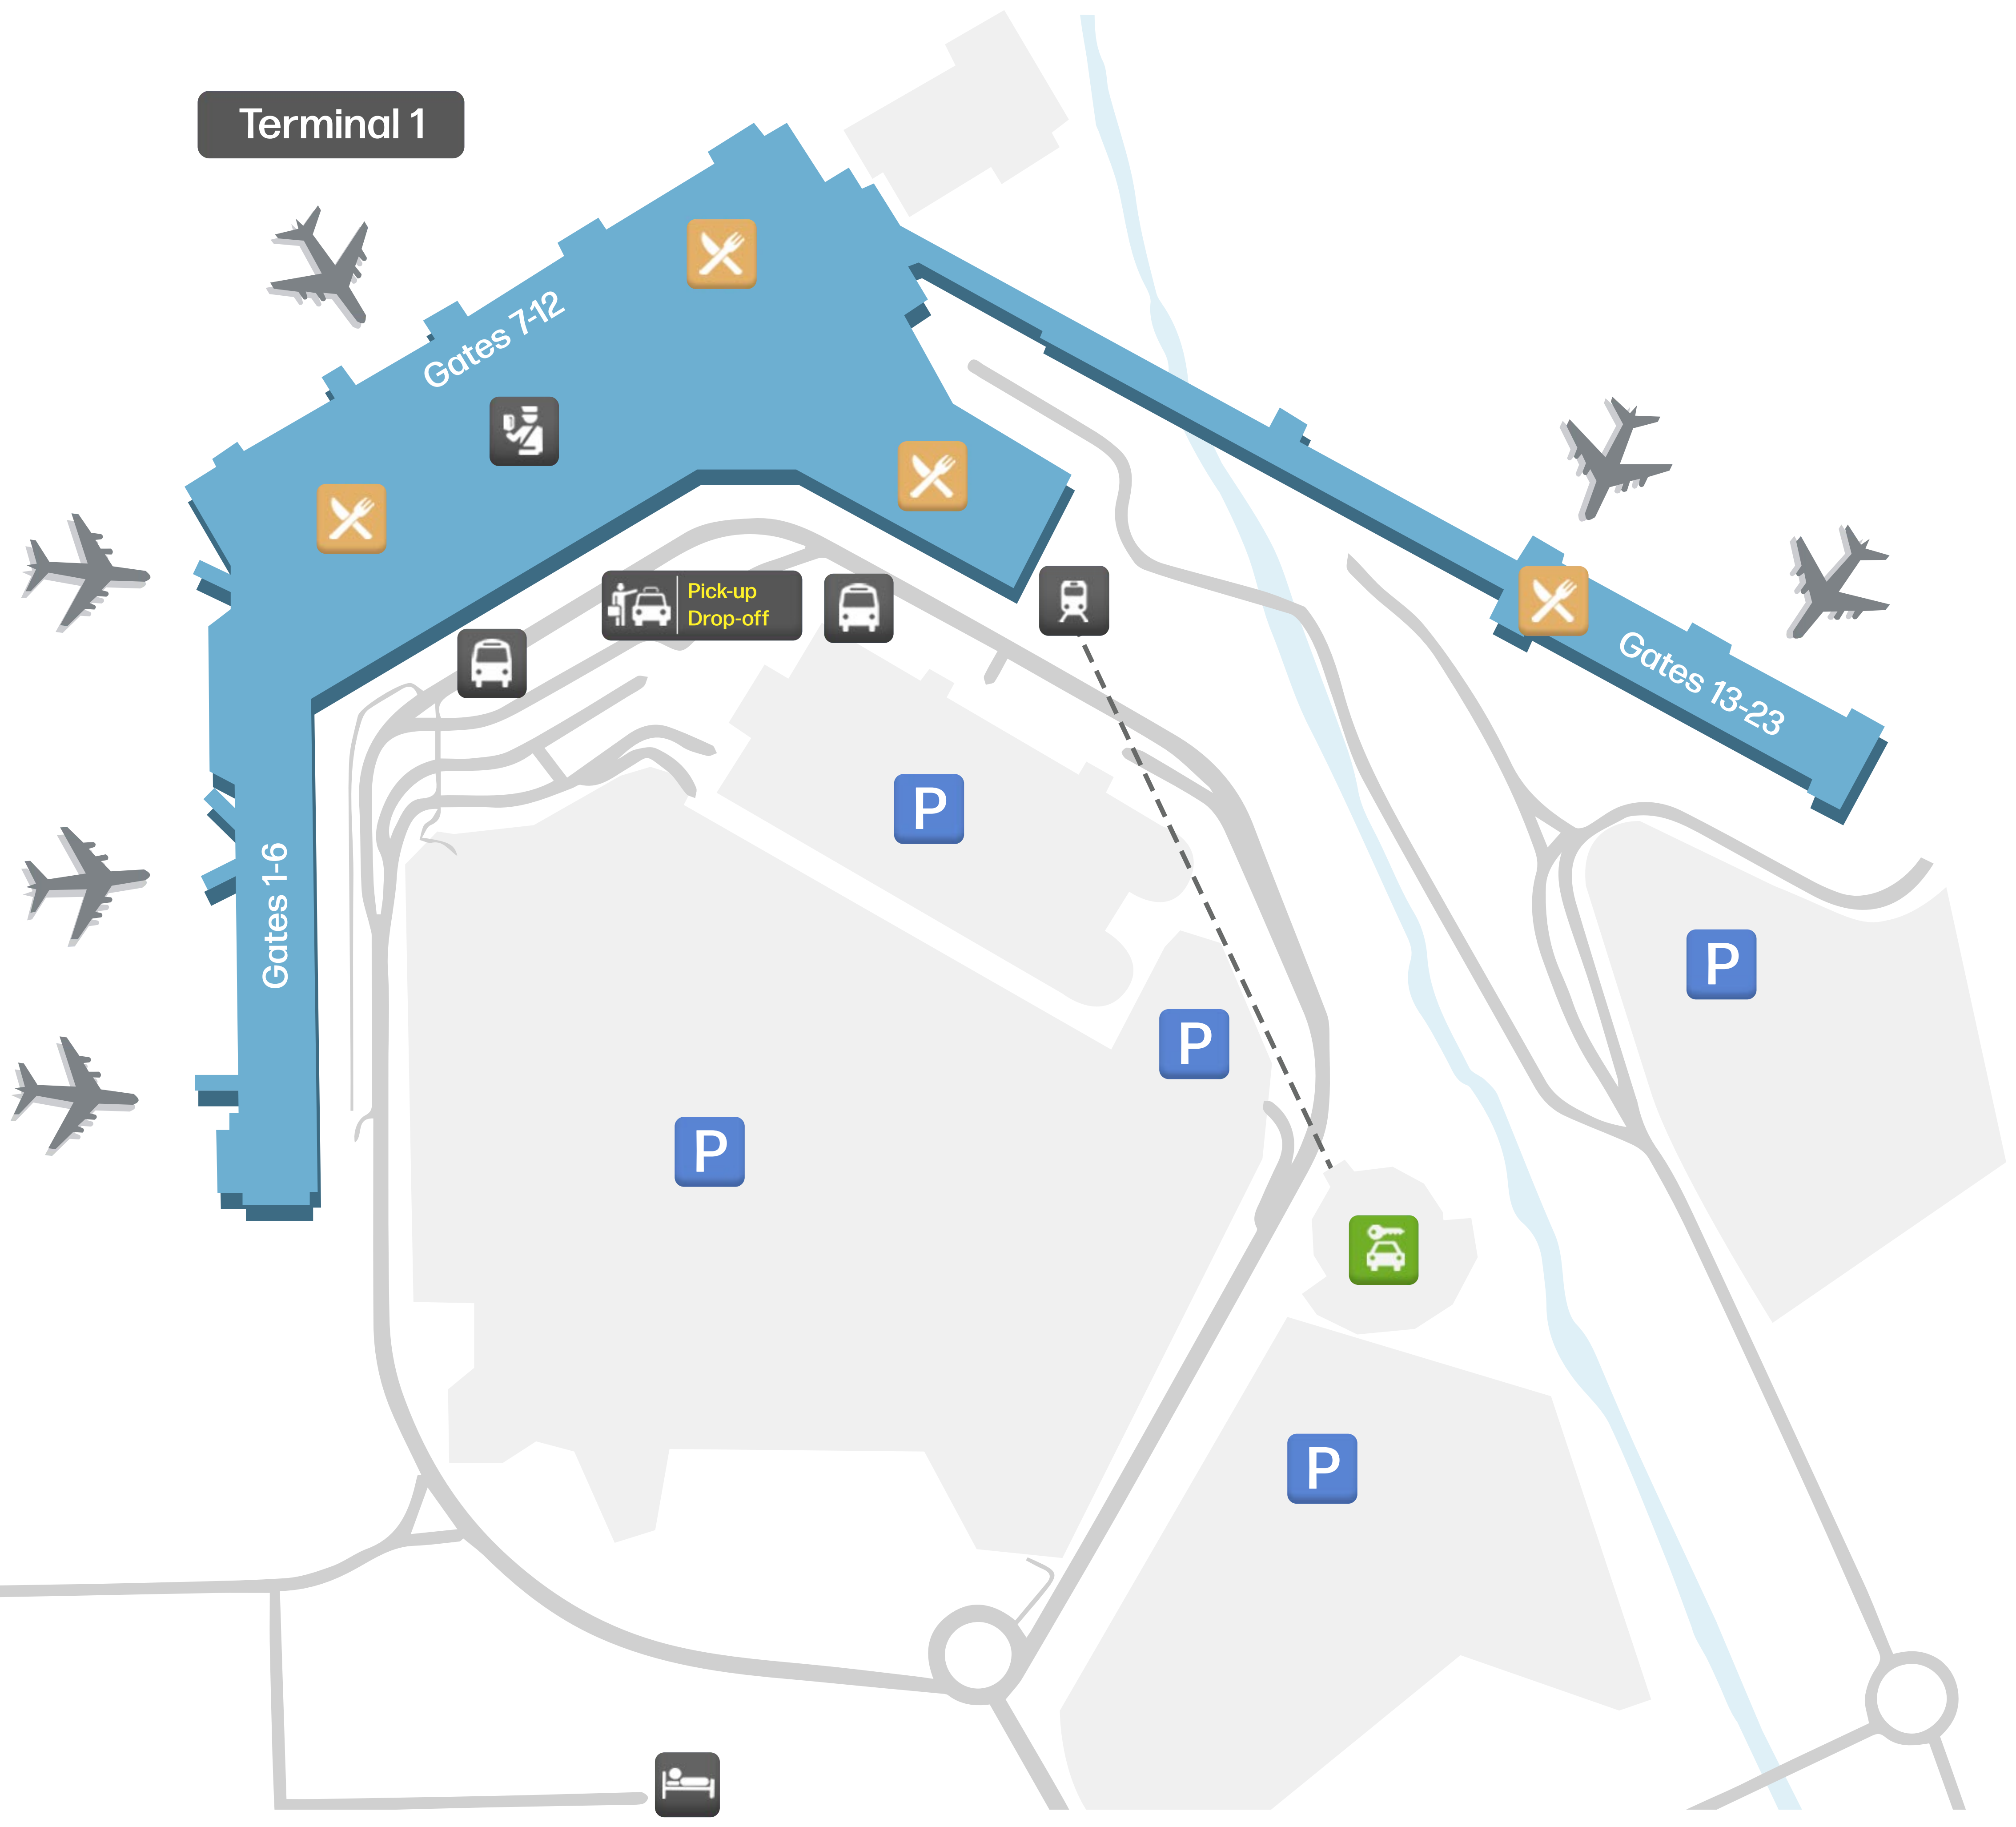 Terminal 1
Gates 7-12
Pick-up
Drop-off
Gates 13-23
P
P
Gates 1-6
P
P
P